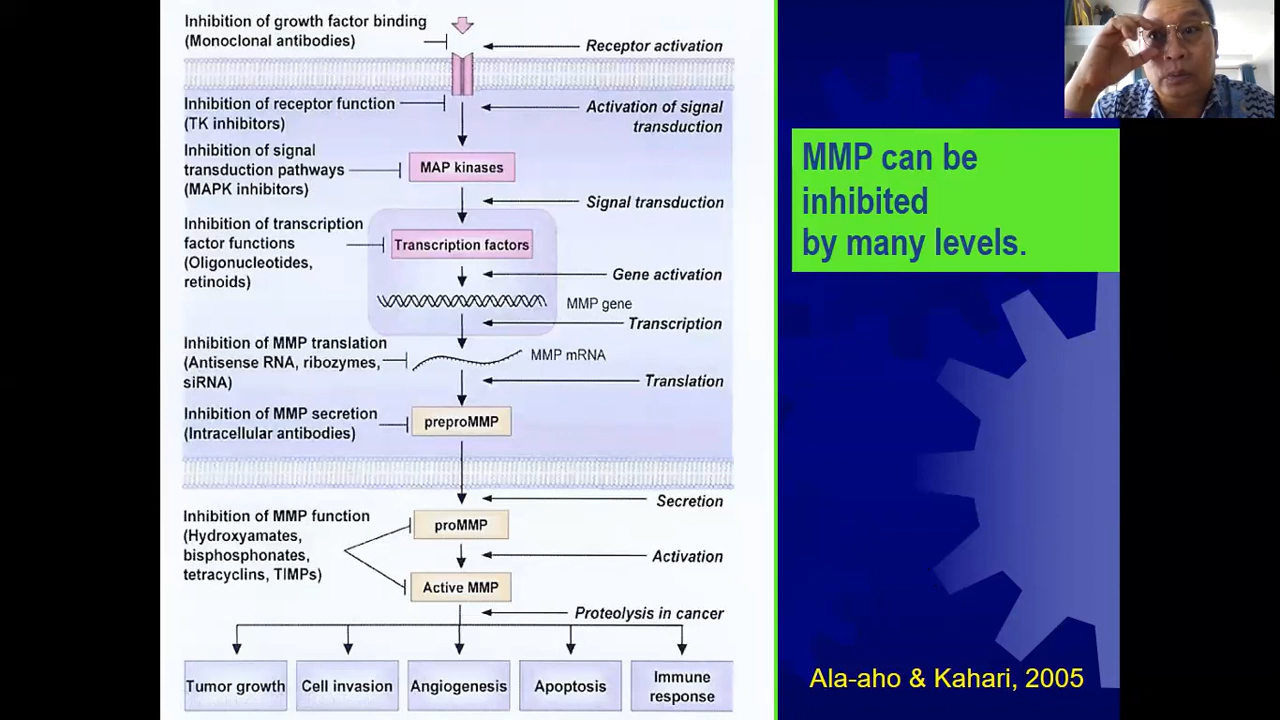 Inhibition of growth factor binding
(Monoclonal antibodies)
Receptor activation
Inhibition of receptor function
(TK inhibitors)
Activation of signal
transduction
Inhibition of signal
transduction pathways
(MAPK inhibitors)
MAP kinases
Signal transduction
Inhibition of transcription
factor functions
(Oligonucleotides,
retinoids)
Transcription factors
Gene activation
MMP gene
Transcription
Inhibition of MMP translation
(Antisense RNA, ribozymes,
siRNA)
MMP mRNA
Translation
Inhibition of MMP secretion
(Intracellular antibodies)
preproMMP
Secretion
Inhibition of MMP function
(Hydroxyamates,
bisphosphonates,
tetracyclins, TIMPs)
proMMP
Activation
Active MMP
Proteolysis in cancer
Tumor growth
Cell invasion
Angiogenesis
Apoptosis
Immune
response
MMP can be
inhibited
by many levels.
Ala-aho & Kahari, 2005